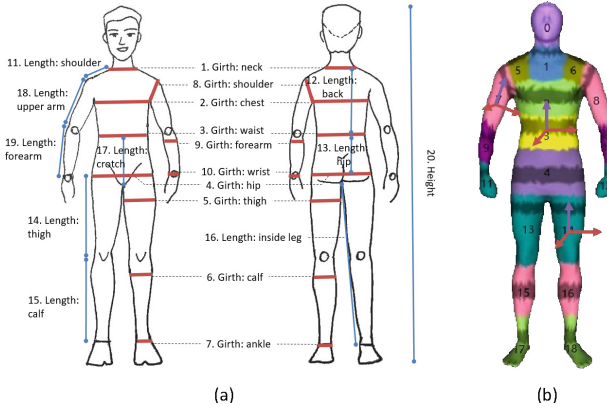 11. Length: shoulder
1. Girth: neck
8. Girth: shoulder
12. Length:
back
18. Length:
upper arm
2. Girth: chest
19. Length:
forearm
3. Girth: waist
9. Girth: forearm
17. Length:
crotch
13. Length:
hip
10. Girth: wrist
4. Girth: hip
5. Girth: thigh
14. Length:
thigh
16. Length: inside leg
6. Girth: calf
15. Length:
calf
7. Girth: ankle
20. Height
(a)
0
1
5
6
8
3
9
4
11
13
15
16
17
18
(b)